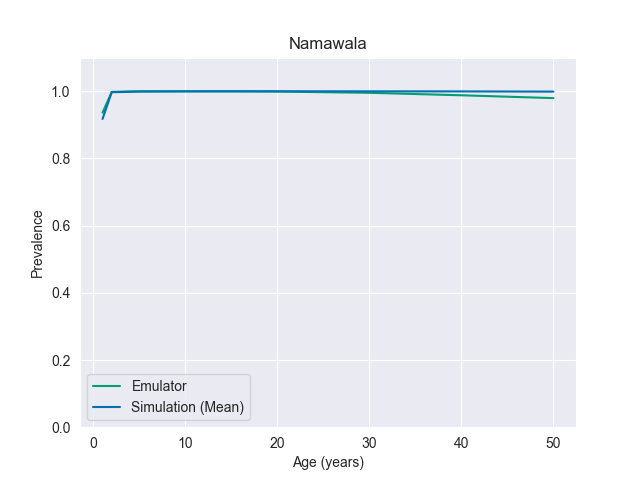 Namawala
Prevalence
1.0
0.8
0.6
0.4
0.2
0.0
Emulator
Simulation (Mean)
0 10 20 30 40 50
Age (years)